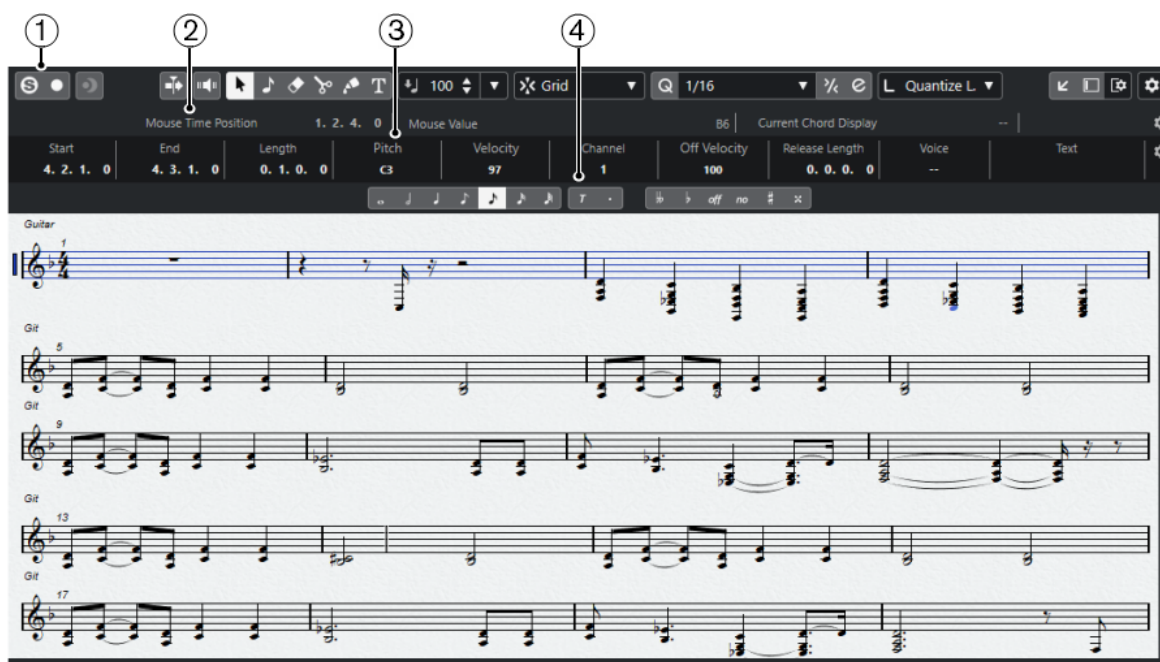 1 2 3 4
S 100 Grid Q 1/16 e L Quantize L.
Mouse Time Position 1. 2. 4. 0 Mouse Value B6 Current Chord Display --
Start End Length Pitch Velocity Channel Off Velocity Release Length Voice Text
4. 2. 1. 0 4. 3. 1. 0 0. 1. 0. 0 C3 97 1 100 0. 0. 0. 0 --
T . off no
Guitar
1
4
4
Git
5
Git
9
Git
13
Git
17